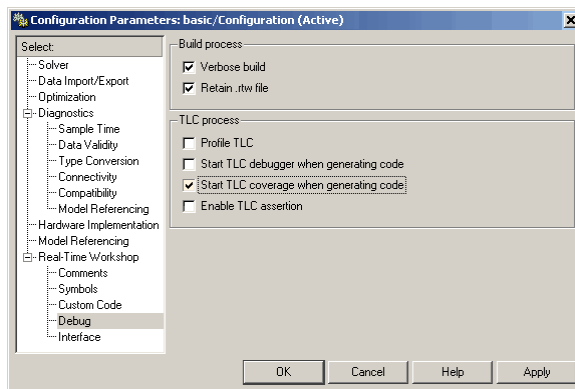 Configuration Parameters: basic/Configuration (Active)
Select:
Solver
Data Import/Export
Optimization
Diagnostics
Sample Time
Data Validity
Type Conversion
Connectivity
Compatibility
Model Referencing
Hardware Implementation
Model Referencing
Real-Time Workshop
Comments
Symbols
Custom Code
Debug
Interface
Build process
Verbose build
Retain .rtw file
TLC process
Profile TLC
Start TLC debugger when generating code
Start TLC coverage when generating code
Enable TLC assertion
OK
Cancel
Help
Apply